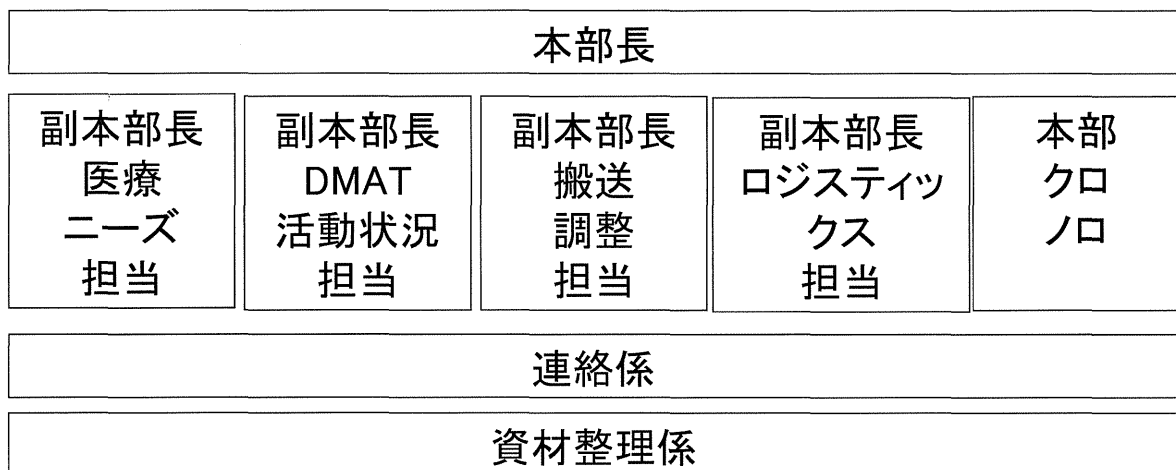 本部長
副本部長
医療
ニーズ
担当
副本部長
DMAT
活動状況
担当
副本部長
搬送
調整
担当
副本部長
ロジスティッ
クス
担当
本部
クロ
ノロ
連絡係
資材整理係